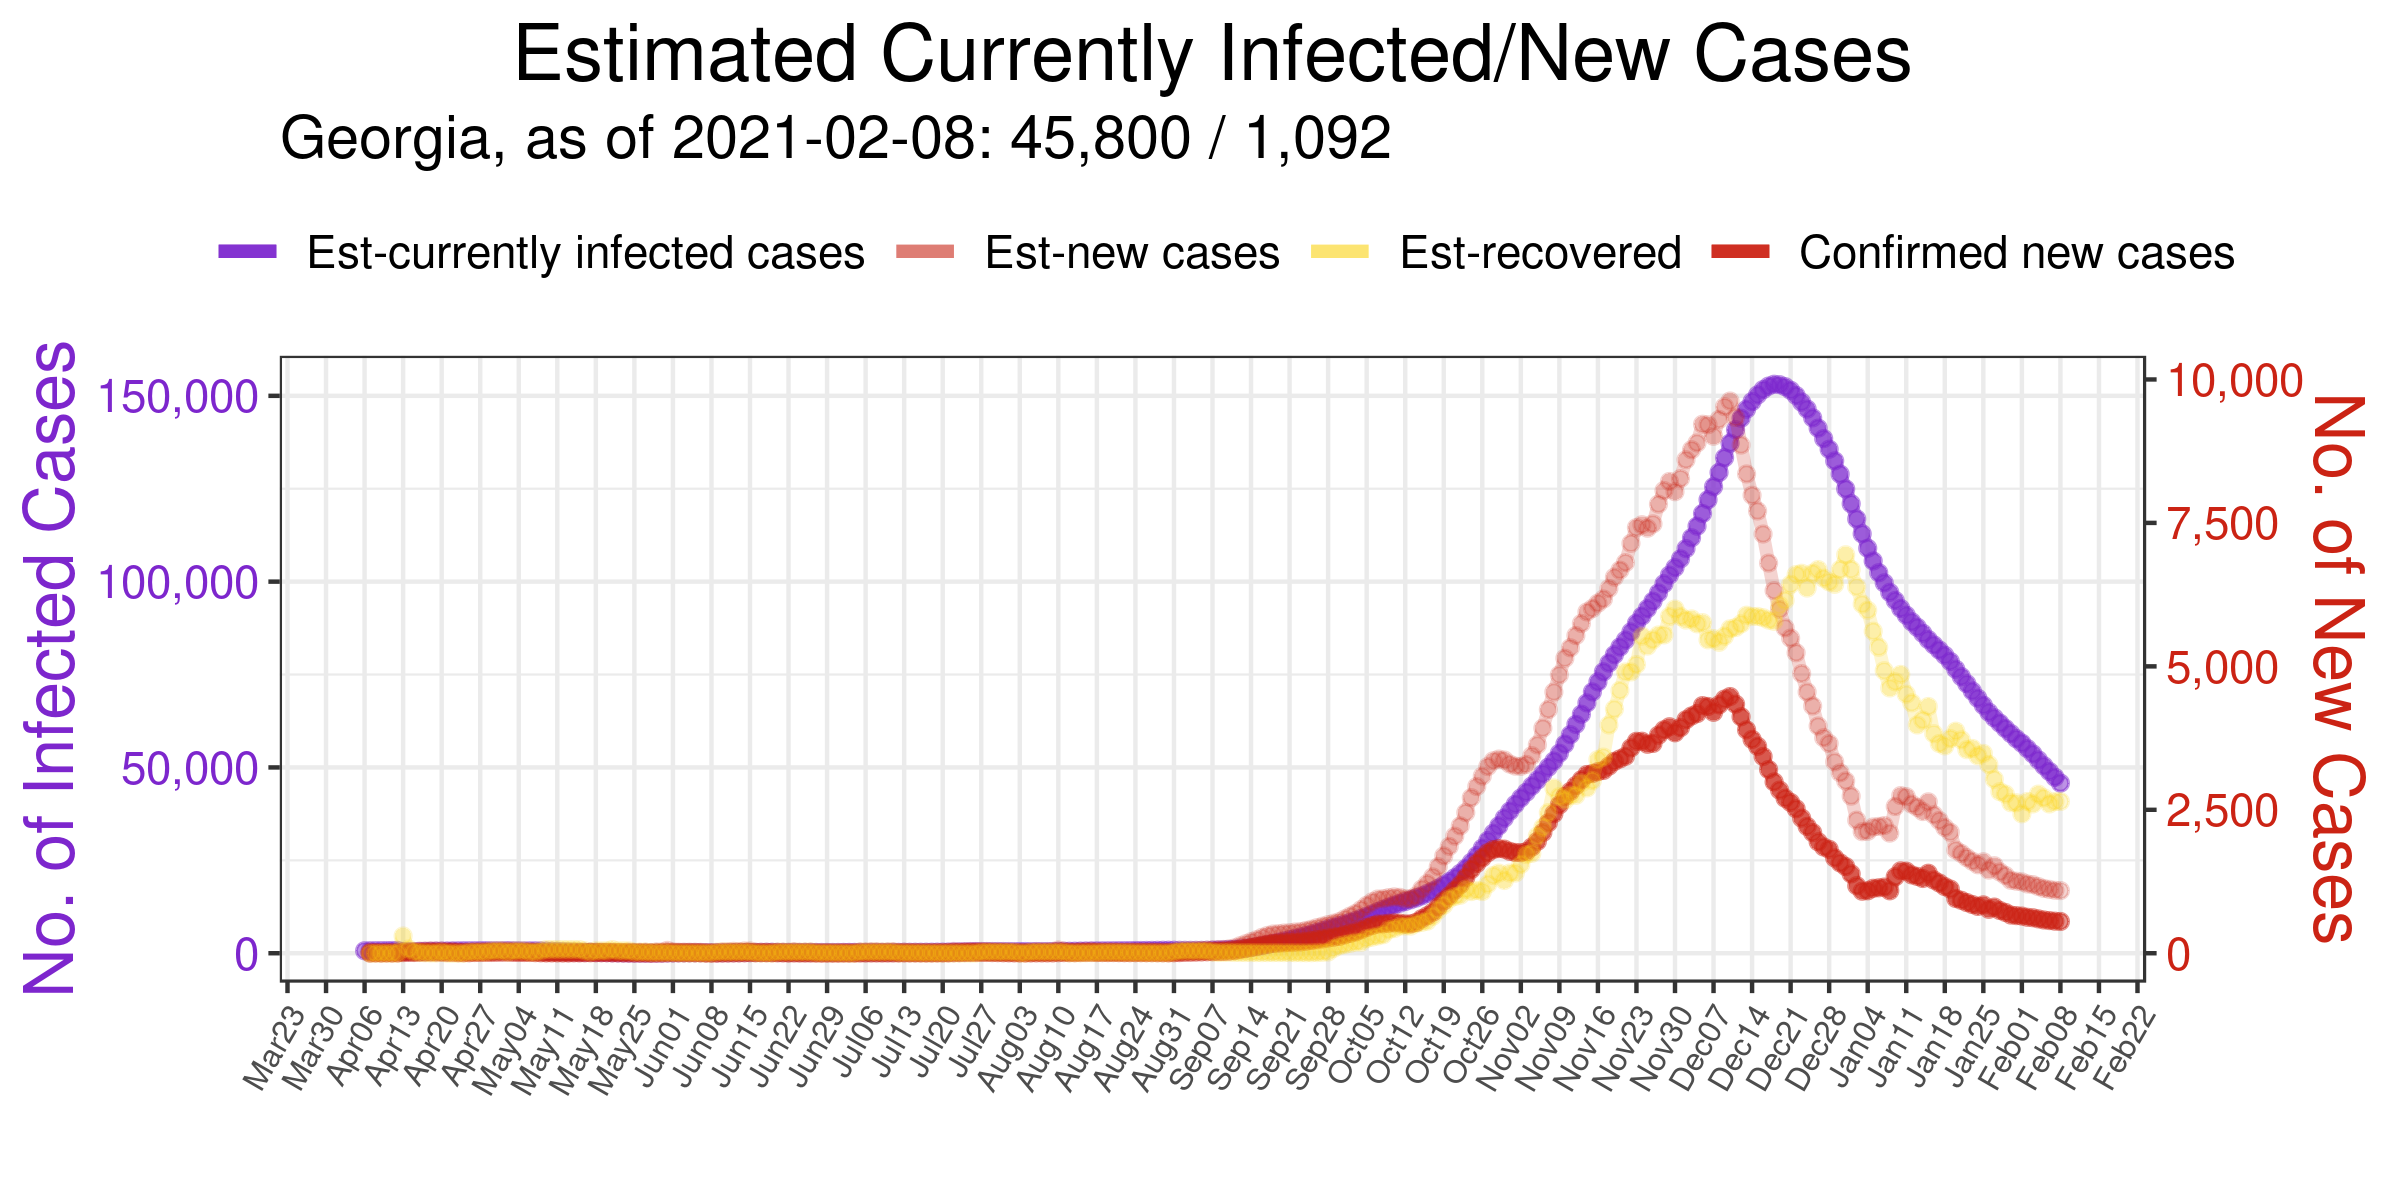 Estimated Currently Infected/New Cases
Georgia, as of 2021-02-08: 45,800 / 1,092
Est-currently infected cases Est-new cases Est-recovered Confirmed new cases
No. of Infected Cases
150,000
100,000
50,000
0
10,000
7,500
5,000
2,500
0
No. of New Cases
Mar23 Mar30 Apr06 Apr13 Apr20 Apr27 May04 May11 May18 May25 Jun01 Jun08 Jun15 Jun22 Jun29 Jul06 Jul13 Jul20 Jul27 Aug03 Aug10 Aug17 Aug24 Aug31 Sep07 Sep14 Sep21 Sep28 Oct05 Oct12 Oct19 Oct26 Nov02 Nov09 Nov16 Nov23 Nov30 Dec07 Dec14 Dec21 Dec28 Jan04 Jan11 Jan18 Jan25 Feb01 Feb08 Feb15 Feb22